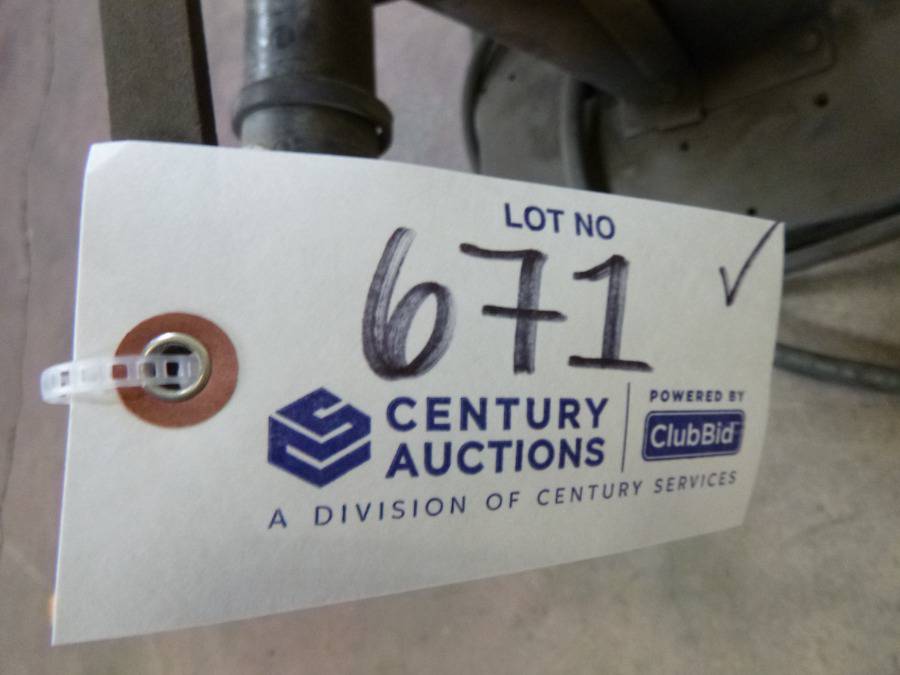 LOT NO
671 ✓
CENTURY
AUCTIONS
POWERED BY
ClubBid
A DIVISION OF CENTURY SERVICES